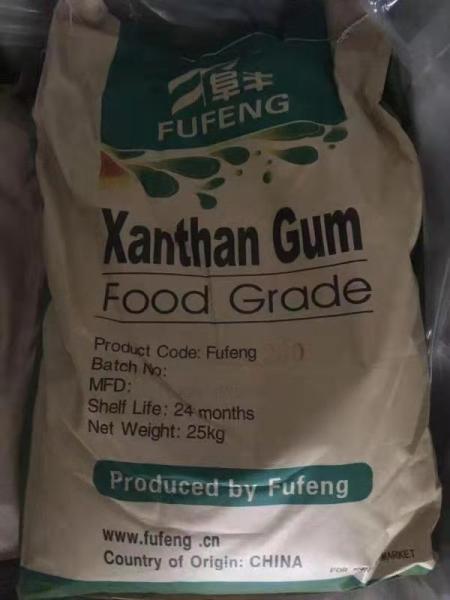 阜丰
FUFENG
Xanthan Gum
Food Grade
Product Code: Fufeng
Batch No:
MFD:
Shelf Life: 24 months
Net Weight: 25kg
Produced by Fufeng
www.fufeng .cn
Country of Origin: CHINA
FOR MARKET